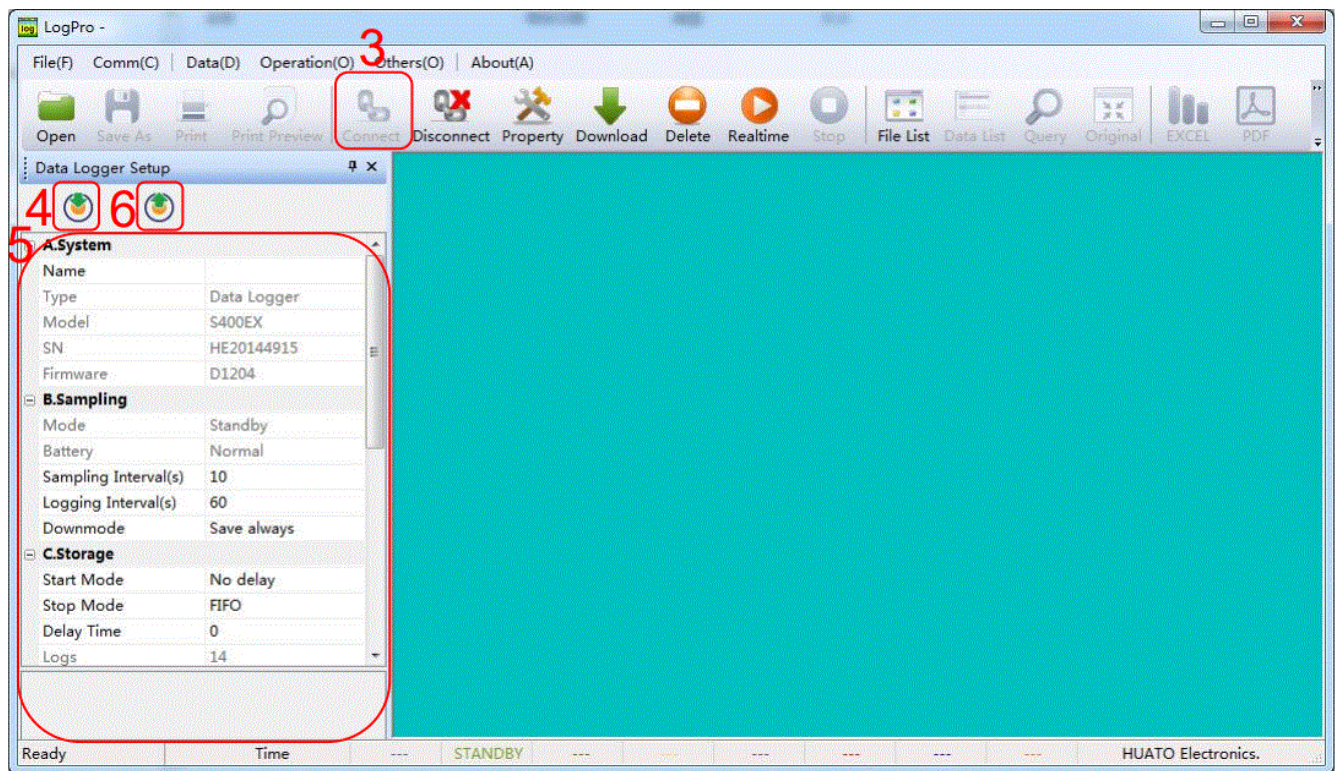 LogPro -
3
File(F) Comm(C) Data(D) Operation(O) Others(O) About(A)
Open Save As Print Print Preview Connect Disconnect Property Download Delete Realtime Stop File List Data List Query Original EXCEL PDF
Data Logger Setup
4 6
5
A.System
Name
Type Data Logger
Model S400EX
SN HE20144915
Firmware D1204
B.Sampling
Mode Standby
Battery Normal
Sampling Interval(s) 10
Logging Interval(s) 60
Downmode Save always
C.Storage
Start Mode No delay
Stop Mode FIFO
Delay Time 0
Logs 14
Ready Time --- STANDBY --- --- --- --- --- --- HUATO Electronics.